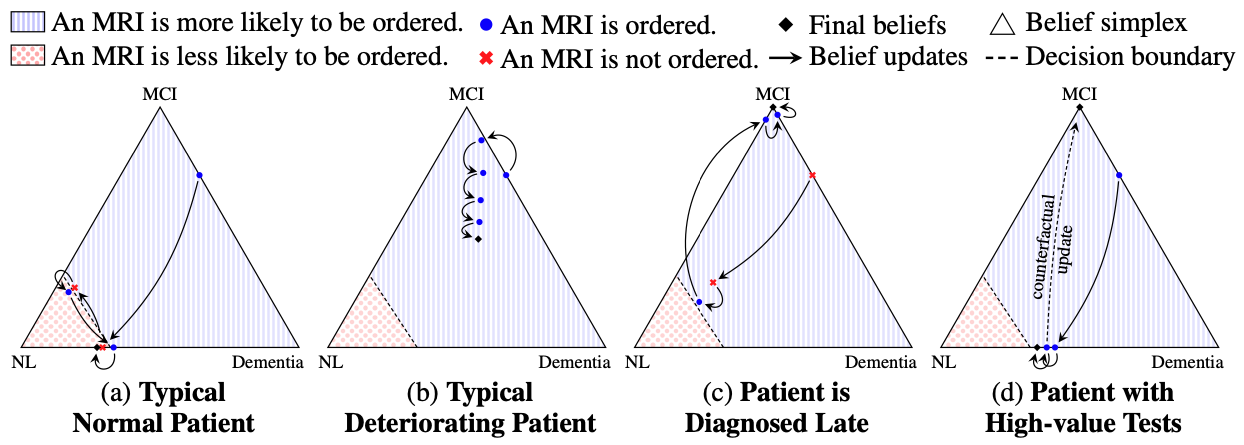 An MRI is more likely to be ordered.
An MRI is ordered.
Final beliefs
Belief simplex
An MRI is less likely to be ordered.
An MRI is not ordered.
Belief updates
Decision boundary
MCI
MCI
MCI
MCI
counterfactual
update
NL
Dementia
NL
Dementia
NL
Dementia
NL
Dementia
(a) Typical
Normal Patient
(b) Typical
Deteriorating Patient
(c) Patient is
Diagnosed Late
(d) Patient with
High-value Tests